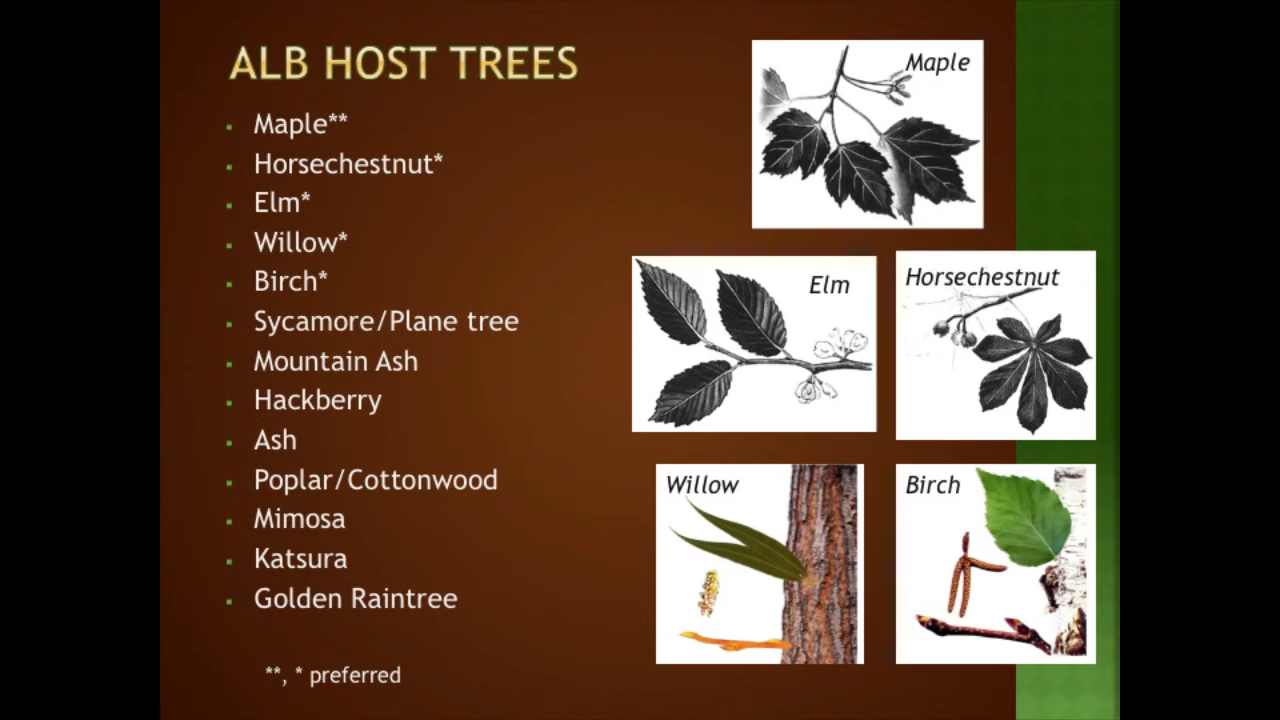 ALB HOST TREES
▪ Maple**
▪ Horsechestnut*
▪ Elm*
▪ Willow*
▪ Birch*
▪ Sycamore/Plane tree
▪ Mountain Ash
▪ Hackberry
▪ Ash
▪ Poplar/Cottonwood
▪ Mimosa
▪ Katsura
▪ Golden Raintree
**, * preferred
Maple
Elm
Horsechestnut
Willow
Birch